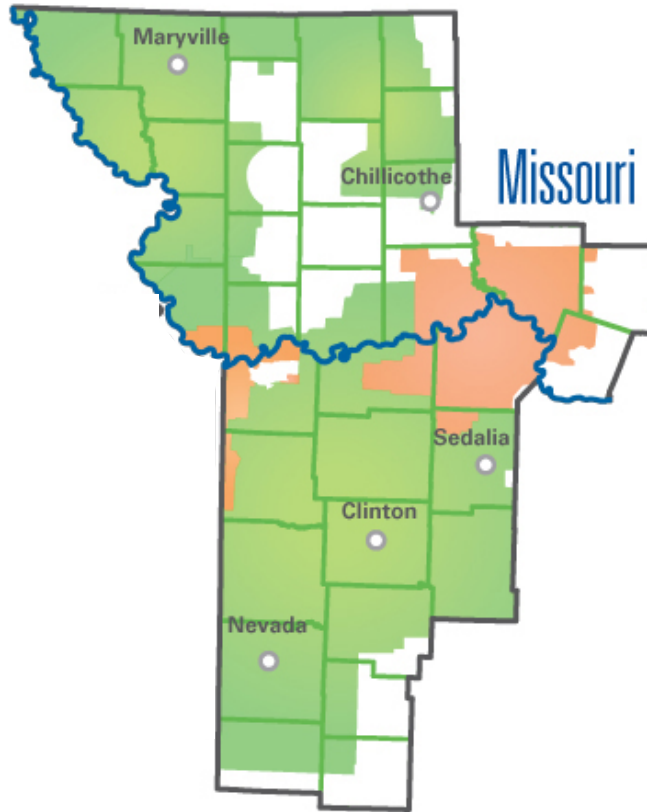 Maryville
Chillicothe
Missouri
Sedalia
Clinton
Nevada